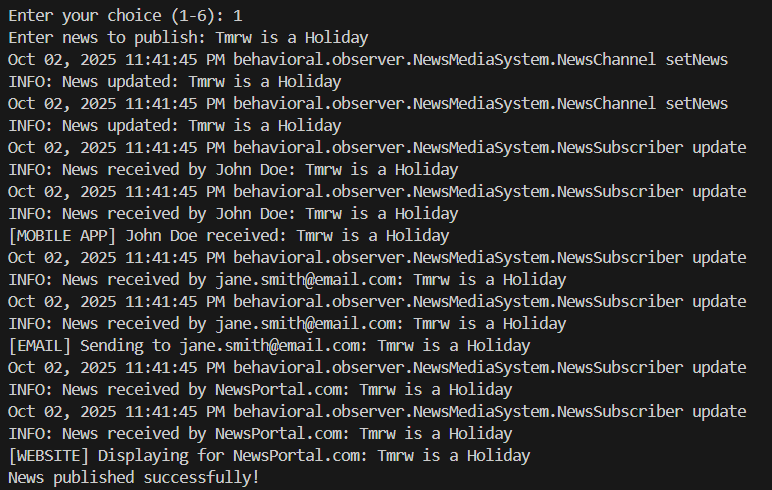 Enter your choice (1-6): 1
Enter news to publish: Tmrw is a Holiday
Oct 02, 2025 11:41:45 PM behavioral.observer.NewsMediaSystem.NewsChannel setNews
INFO: News updated: Tmrw is a Holiday
Oct 02, 2025 11:41:45 PM behavioral.observer.NewsMediaSystem.NewsChannel setNews
INFO: News updated: Tmrw is a Holiday
Oct 02, 2025 11:41:45 PM behavioral.observer.NewsMediaSystem.NewsSubscriber update
INFO: News received by John Doe: Tmrw is a Holiday
Oct 02, 2025 11:41:45 PM behavioral.observer.NewsMediaSystem.NewsSubscriber update
INFO: News received by John Doe: Tmrw is a Holiday
[MOBILE APP] John Doe received: Tmrw is a Holiday
Oct 02, 2025 11:41:45 PM behavioral.observer.NewsMediaSystem.NewsSubscriber update
INFO: News received by jane.smith@email.com: Tmrw is a Holiday
Oct 02, 2025 11:41:45 PM behavioral.observer.NewsMediaSystem.NewsSubscriber update
INFO: News received by jane.smith@email.com: Tmrw is a Holiday
[EMAIL] Sending to jane.smith@email.com: Tmrw is a Holiday
Oct 02, 2025 11:41:45 PM behavioral.observer.NewsMediaSystem.NewsSubscriber update
INFO: News received by NewsPortal.com: Tmrw is a Holiday
Oct 02, 2025 11:41:45 PM behavioral.observer.NewsMediaSystem.NewsSubscriber update
INFO: News received by NewsPortal.com: Tmrw is a Holiday
[WEBSITE] Displaying for NewsPortal.com: Tmrw is a Holiday
News published successfully!